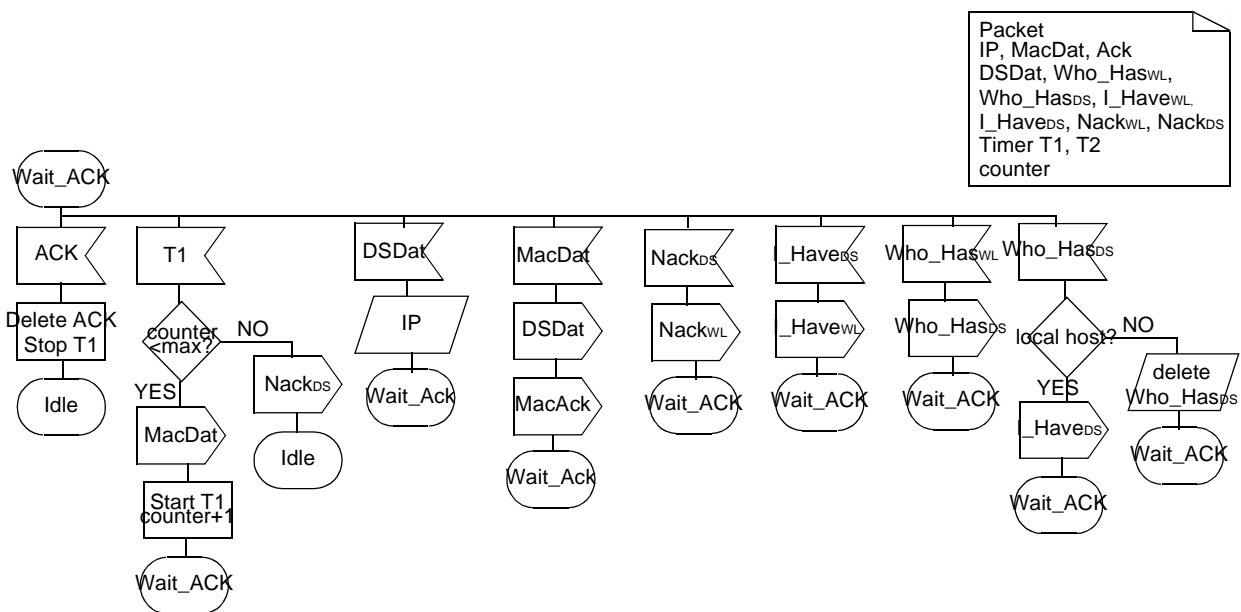 Packet
IP, MacDat, Ack
DSDat, Who_HasWL,
Who_HasDS, I_HaveWL,
I_HaveDS, NackWL, NackDS
Timer T1, T2
counter
Wait_ACK
ACK
T1
DSDat
MacDat
NackDS
I_HaveDS
Who_HasWL
Who_HasDS
Delete ACK
Stop T1
counter
<max?
NO
IP
DSDat
NackWL
I_HaveWL
Who_HasDS
local host?
NO
Idle
YES
NackDS
Wait_Ack
MacAck
Wait_ACK
Wait_ACK
Wait_ACK
YES
delete
Who_HasDS
MacDat
Idle
Wait_Ack
I_HaveDS
Wait_ACK
Start T1
counter+1
Wait_ACK
Wait_ACK